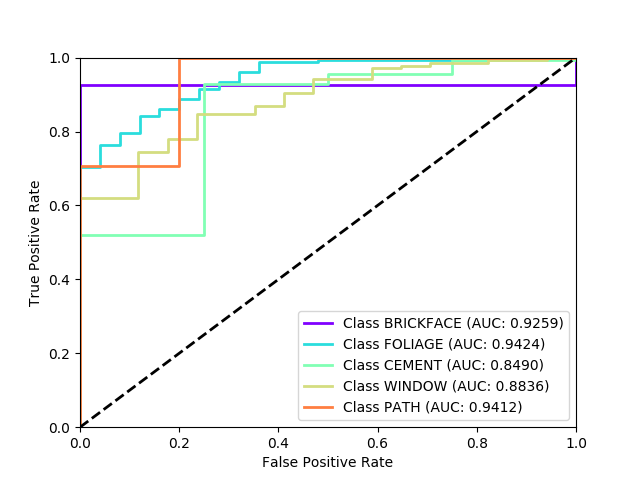 1.0
0.8
0.6
0.4
0.2
0.0
True Positive Rate
Class BRICKFACE (AUC: 0.9259)
Class FOLIAGE (AUC: 0.9424)
Class CEMENT (AUC: 0.8490)
Class WINDOW (AUC: 0.8836)
Class PATH (AUC: 0.9412)
0.0 0.2 0.4 0.6 0.8 1.0
False Positive Rate